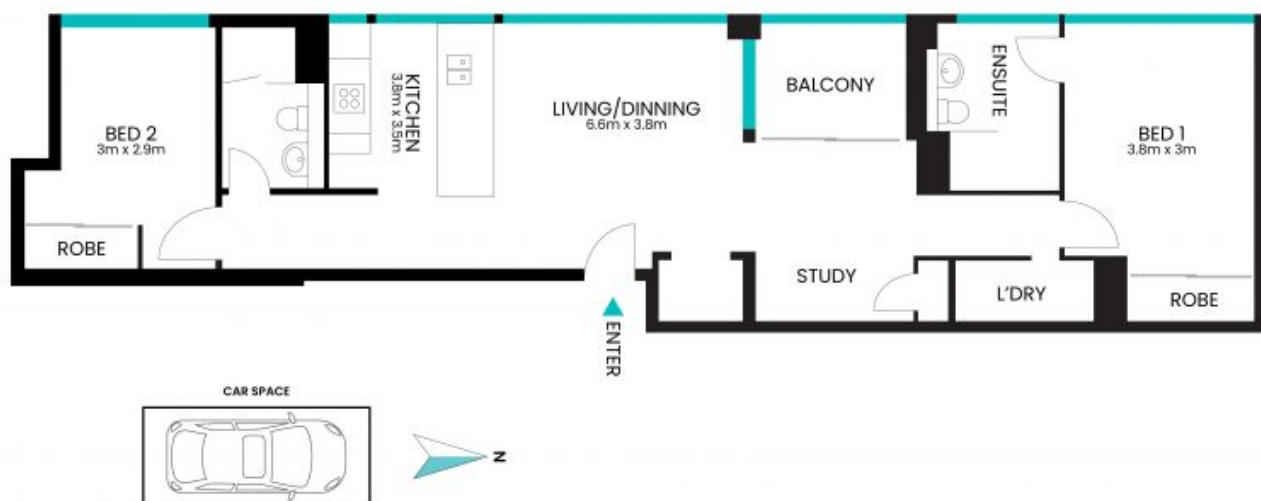 BED 2
3m x 2.9m
ROBE
KITCHEN
3.8m x 3.5m
LIVING/DINNING
6.6m x 3.8m
BALCONY
ENSUITE
BED 1
3.8m x 3m
STUDY
L'DRY
ROBE
ENTER
CAR SPACE
N